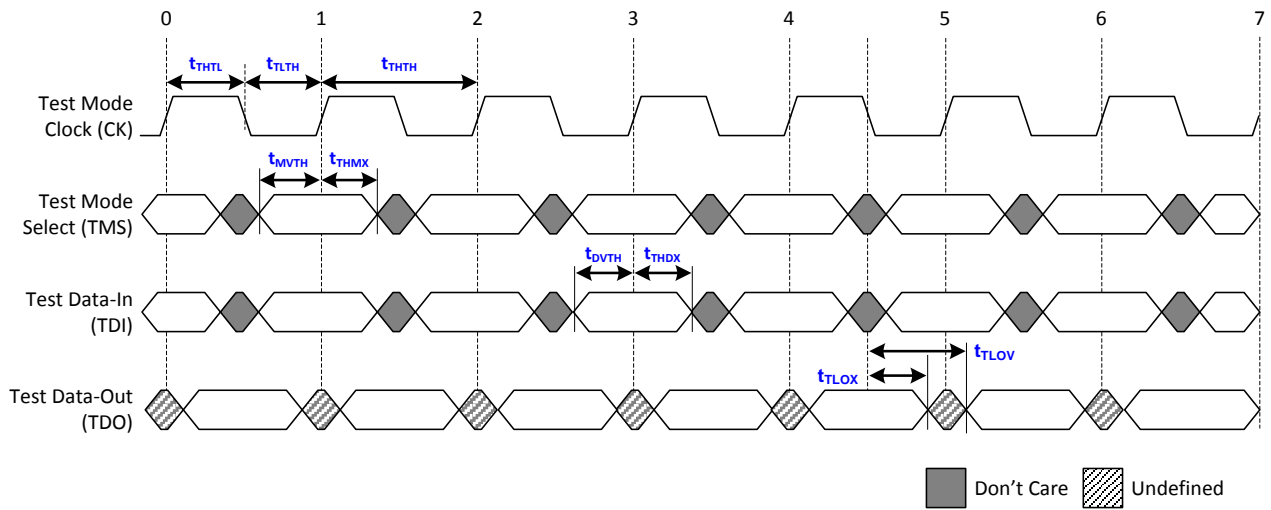 0 1 2 3 4 5 6 7
tTHTL tTLTH tTHTH
Test Mode
Clock (CK)
tMVTH tTHMX
Test Mode
Select (TMS)
tDVTH tTHDX
Test Data-In
(TDI)
tTLOV
tTLOX
Test Data-Out
(TDO)
Don't Care Undefined